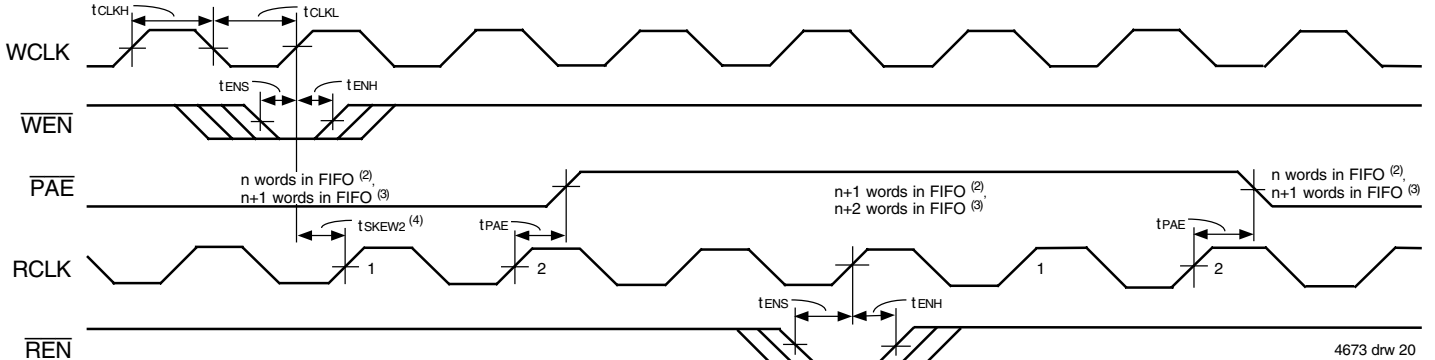 tCLKH tCLKL
WCLK
tENS tENH
WEN
PAE
n words in FIFO (2),
n+1 words in FIFO (3)
n+1 words in FIFO (2),
n+2 words in FIFO (3)
n words in FIFO (2),
n+1 words in FIFO (3)
tSKEW2 (4) tPAE tPAE
RCLK 1 2 1 2
tENS tENH
REN
4673 drw 20